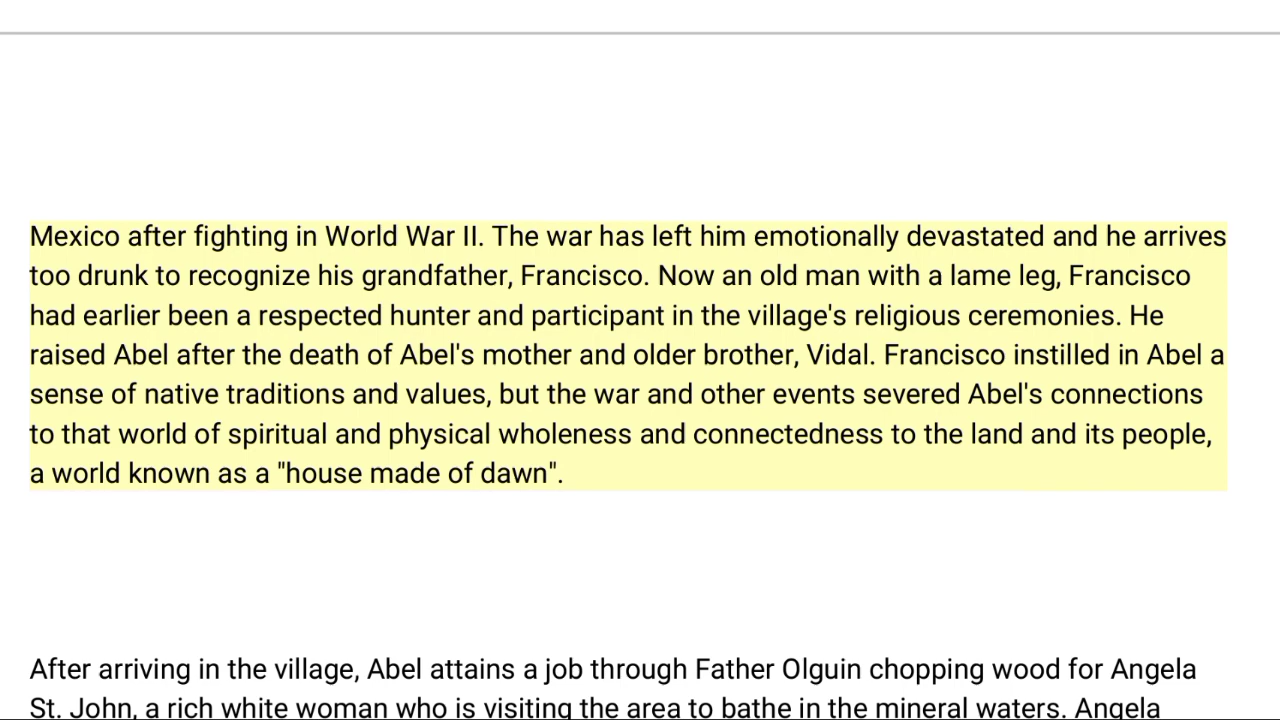 Mexico after fighting in World War II. The war has left him emotionally devastated and he arrives
too drunk to recognize his grandfather, Francisco. Now an old man with a lame leg, Francisco
had earlier been a respected hunter and participant in the village's religious ceremonies. He
raised Abel after the death of Abel's mother and older brother, Vidal. Francisco instilled in Abel a
sense of native traditions and values, but the war and other events severed Abel's connections
to that world of spiritual and physical wholeness and connectedness to the land and its people,
a world known as a "house made of dawn".
After arriving in the village, Abel attains a job through Father Olguin chopping wood for Angela
St. John, a rich white woman who is visiting the area to bathe in the mineral waters. Angela